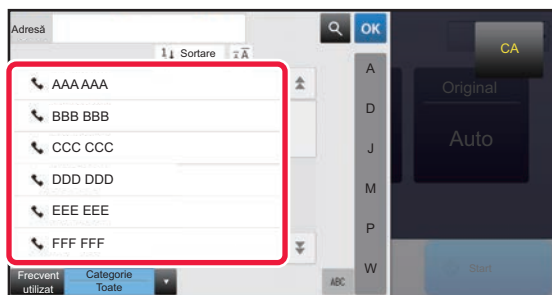 Adresă
OK
CA
Sortare
A
AAA AAA
Original
BBB BBB
D
Auto
CCC CCC
J
DDD DDD
M
EEE EEE
P
FFF FFF
W
Start
Frecvent utilizat
Categorie
Toate
ABC